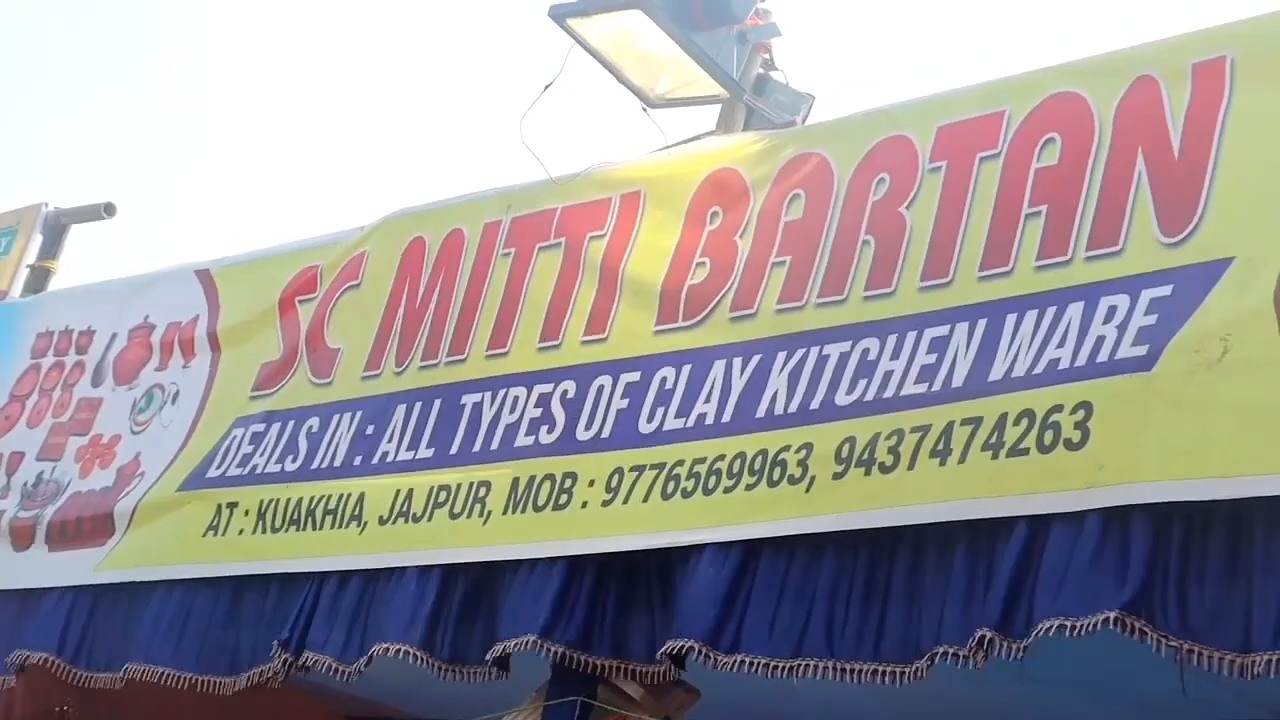 SC MITTI BARTAN
DEALS IN : ALL TYPES OF CLAY KITCHEN WARE
AT : KUAKHIA, JAJPUR, MOB : 9776569963, 9437474263